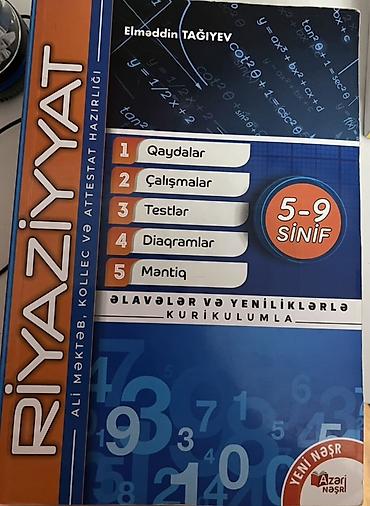 Elməddin TAĞIYEV
RİYAZİYYAT
ALİ MƏKTƏB, KOLLEC VƏ ATTESTAT HAZIRLIĞI
1 Qaydalar
2 Çalışmalar
3 Testlər
4 Diaqramlar
5 Məntiq
5-9
SİNİF
ƏLAVƏLƏR VƏ YENİLİKLƏRLƏ
KURİKULUMLA
YENİ NƏŞR
Azəri
NƏŞRİ